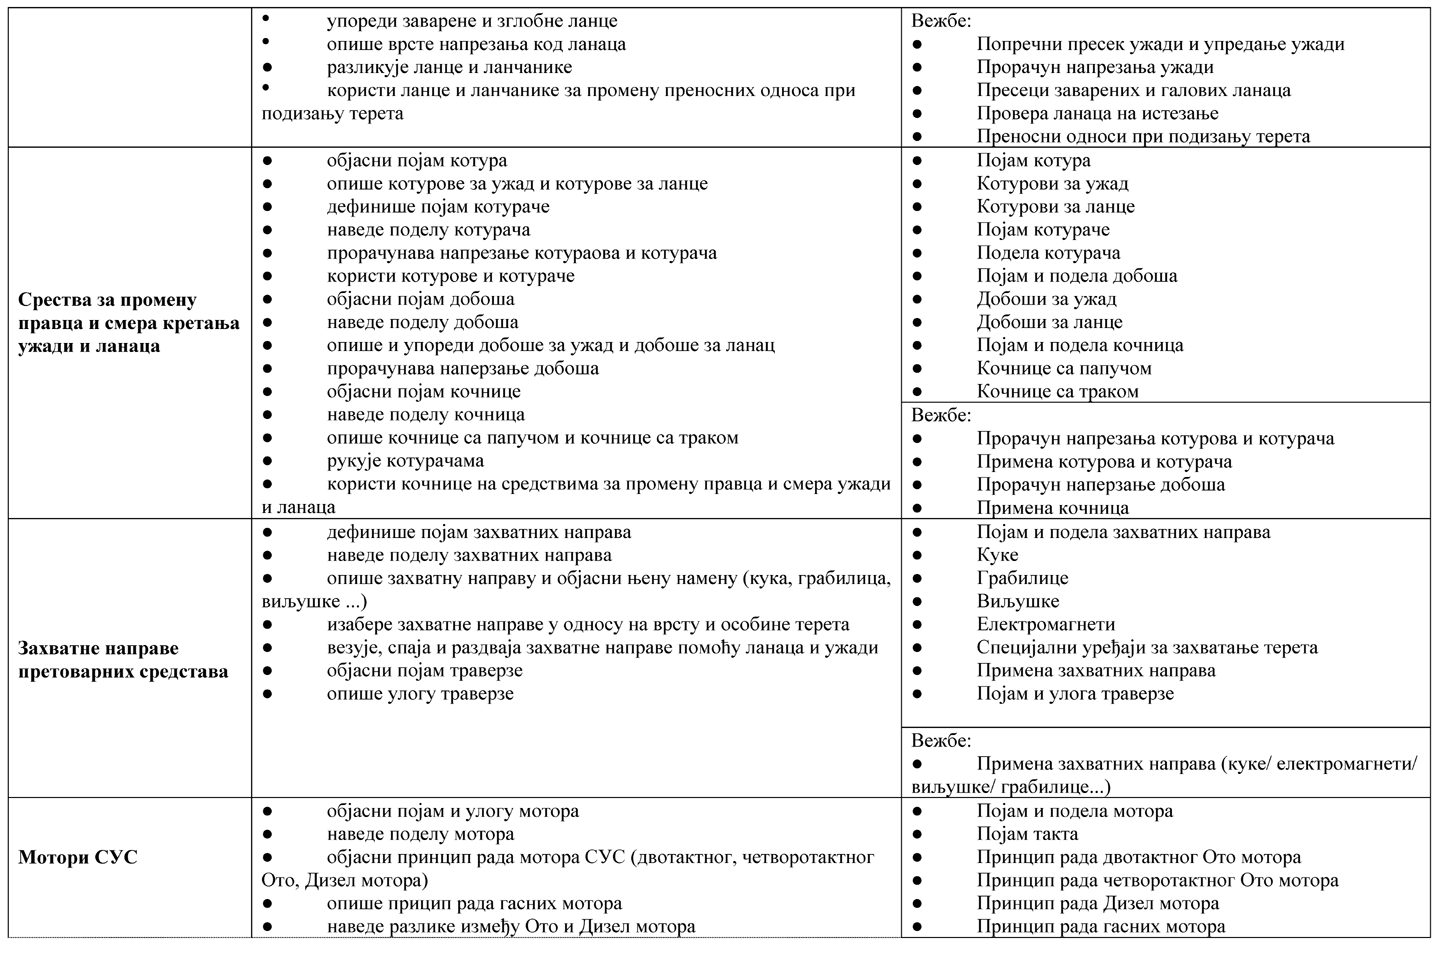 • упореди заварене и зглобне ланце
• опише врсте напрезања код ланаца
● разликује ланце и ланчанике
• користи ланце и ланчанике за промену преносних односа при
подизању терета
Вежбе:
● Попречни пресек ужади и упредање ужади
● Прорачун напрезања ужади
● Пресеци заварених и галових ланаца
● Провера ланаца на истезање
● Преносни односи при подизању терета
Срества за промену
правца и смера кретања
ужади и ланаца
● објасни појам котура
● опише котурове за ужад и котурове за ланце
● дефинише појам котураче
● наведе поделу котурача
● прорачунава напрезање котураова и котурача
● користи котурове и котураче
● објасни појам добоша
● наведе поделу добоша
● опише и упореди добоше за ужад и добоше за ланац
● прорачунава наперзање добоша
● објасни појам кочнице
● наведе поделу кочница
● опише кочнице са папучом и кочнице са траком
● рукује котурачама
● користи кочнице на средствима за промену правца и смера ужади
и ланаца
● Појам котура
● Котурови за ужад
● Котурови за ланце
● Појам котураче
● Подела котурача
● Појам и подела добоша
● Добоши за ужад
● Добоши за ланце
● Појам и подела кочница
● Кочнице са папучом
● Кочнице са траком
Вежбе:
● Прорачун напрезања котурова и котурача
● Примена котурова и котурача
● Прорачун наперзање добоша
● Примена кочница
Захватне направе
претоварних средстава
● дефинише појам захватних направа
● наведе поделу захватних направа
● опише захватну направу и објасни њену намену (кука, грабилица,
виљушке ...)
● изабере захватне направе у односу на врсту и особине терета
● везује, спаја и раздваја захватне направе помоћу ланаца и ужади
● објасни појам траверзе
● опише улогу траверзе
● Појам и подела захватних направа
● Куке
● Грабилице
● Виљушке
● Електромагнети
● Специјални уређаји за захватање терета
● Примена захватних направа
● Појам и улога траверзе
Вежбе:
● Примена захватних направа (куке/ електромагнети/
виљушке/ грабилице...)
Мотори СУС
● објасни појам и улогу мотора
● наведе поделу мотора
● објасни принцип рада мотора СУС (двотактног, четворотактног
Ото, Дизел мотора)
● опише прицип рада гасних мотора
● наведе разлике између Ото и Дизел мотора
● Појам и подела мотора
● Појам такта
● Принцип рада двотактног Ото мотора
● Принцип рада четворотактног Ото мотора
● Принцип рада Дизел мотора
● Принцип рада гасних мотора